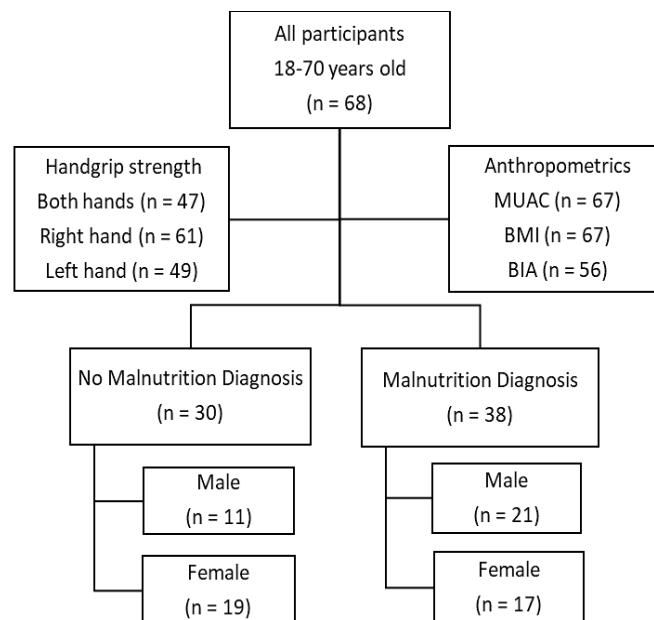 All participants
18-70 years old
(n = 68)
Handgrip strength
Both hands (n = 47)
Right hand (n = 61)
Left hand (n = 49)
Anthropometrics
MUAC (n = 67)
BMI (n = 67)
BIA (n = 56)
No Malnutrition Diagnosis
(n = 30)
Malnutrition Diagnosis
(n = 38)
Male
(n = 11)
Male
(n = 21)
Female
(n = 19)
Female
(n = 17)